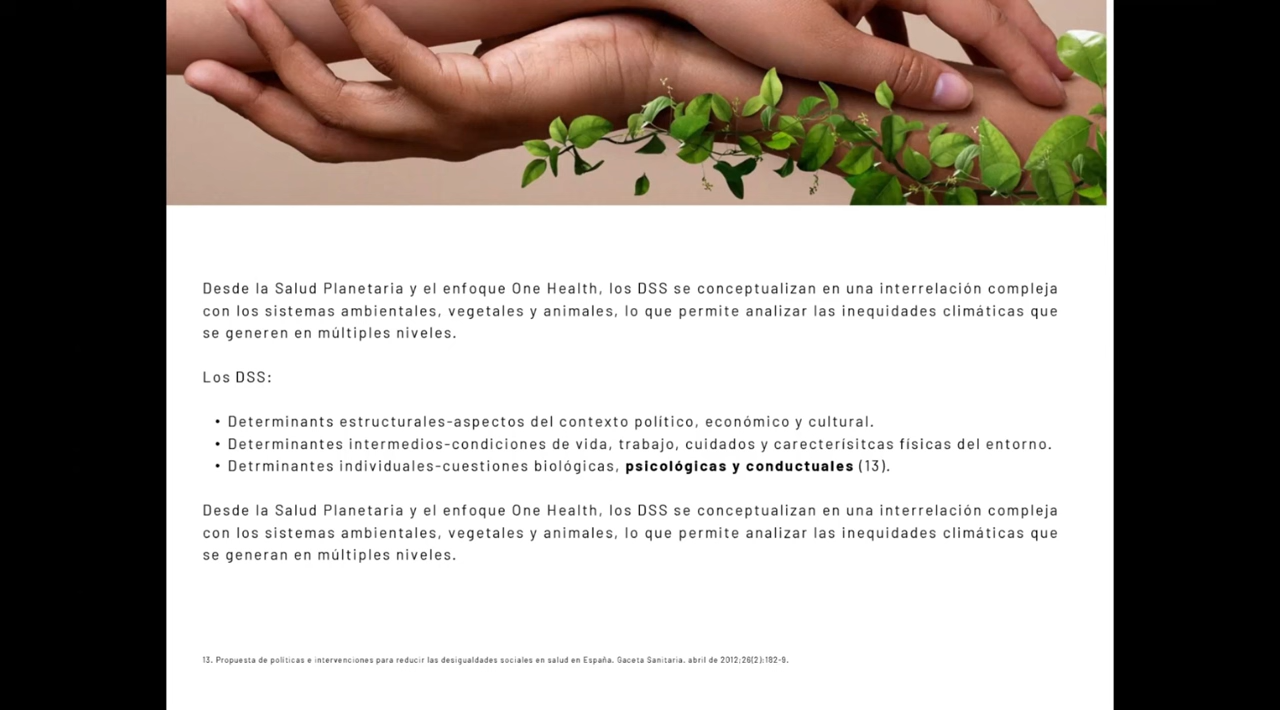 Desde la Salud Planetaria y el enfoque One Health, los DSS se conceptualizan en una interrelación compleja
con los sistemas ambientales, vegetales y animales, lo que permite analizar las inequidades climáticas que
se generen en múltiples niveles.
Los DSS:
• Determinants estructurales-aspectos del contexto político, económico y cultural.
• Determinantes intermedios-condiciones de vida, trabajo, cuidados y carecterísitcas físicas del entorno.
• Detrminantes individuales-cuestiones biológicas, psicológicas y conductuales (13).
Desde la Salud Planetaria y el enfoque One Health, los DSS se conceptualizan en una interrelación compleja
con los sistemas ambientales, vegetales y animales, lo que permite analizar las inequidades climáticas que
se generan en múltiples niveles.
13. Propuesta de políticas e intervenciones para reducir las desigualdades sociales en salud en España. Gaceta Sanitaria. abril de 2012;26(2):182-9.